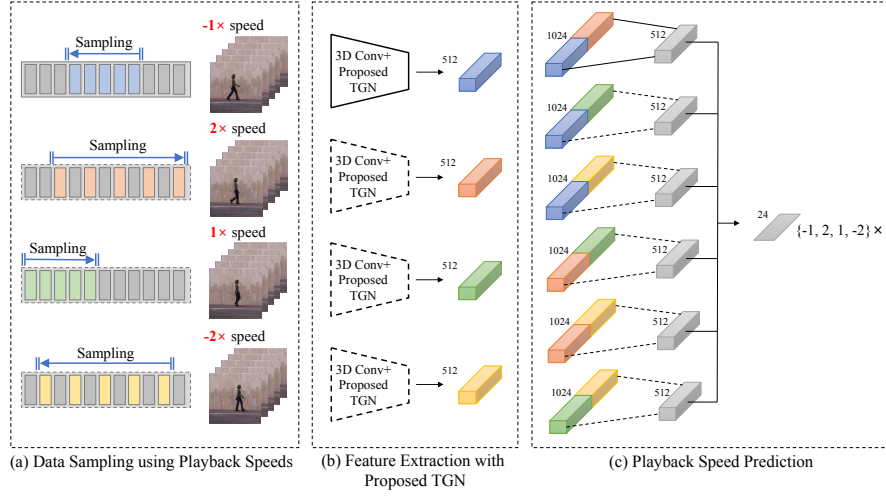 -1× speed
Sampling
2× speed
Sampling
1× speed
Sampling
-2× speed
Sampling
(a) Data Sampling using Playback Speeds
3D Conv+
Proposed
TGN
512
3D Conv+
Proposed
TGN
512
3D Conv+
Proposed
TGN
512
3D Conv+
Proposed
TGN
512
(b) Feature Extraction with
Proposed TGN
1024
512
1024
512
1024
512
1024
512
1024
512
1024
512
24
{-1, 2, 1, -2}×
(c) Playback Speed Prediction